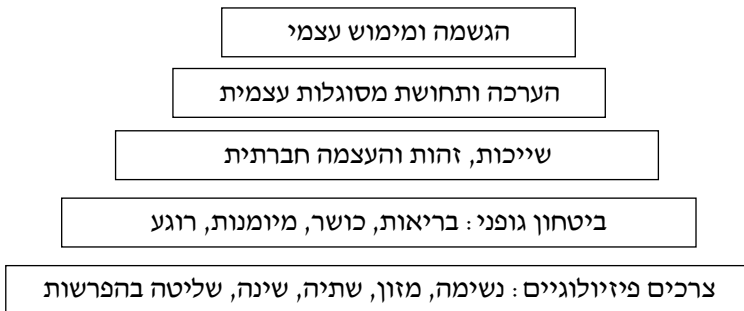 הגשמה ומימוש עצמי
הערכה ותחושת מסוגלות עצמית
שייכות, זהות והעצמה חברתית
ביטחון גופני: בריאות, כושר, מיומנות, רוגע
צרכים פיזיולוגיים: נשימה, מזון, שתיה, שינה, שליטה בהפרשות